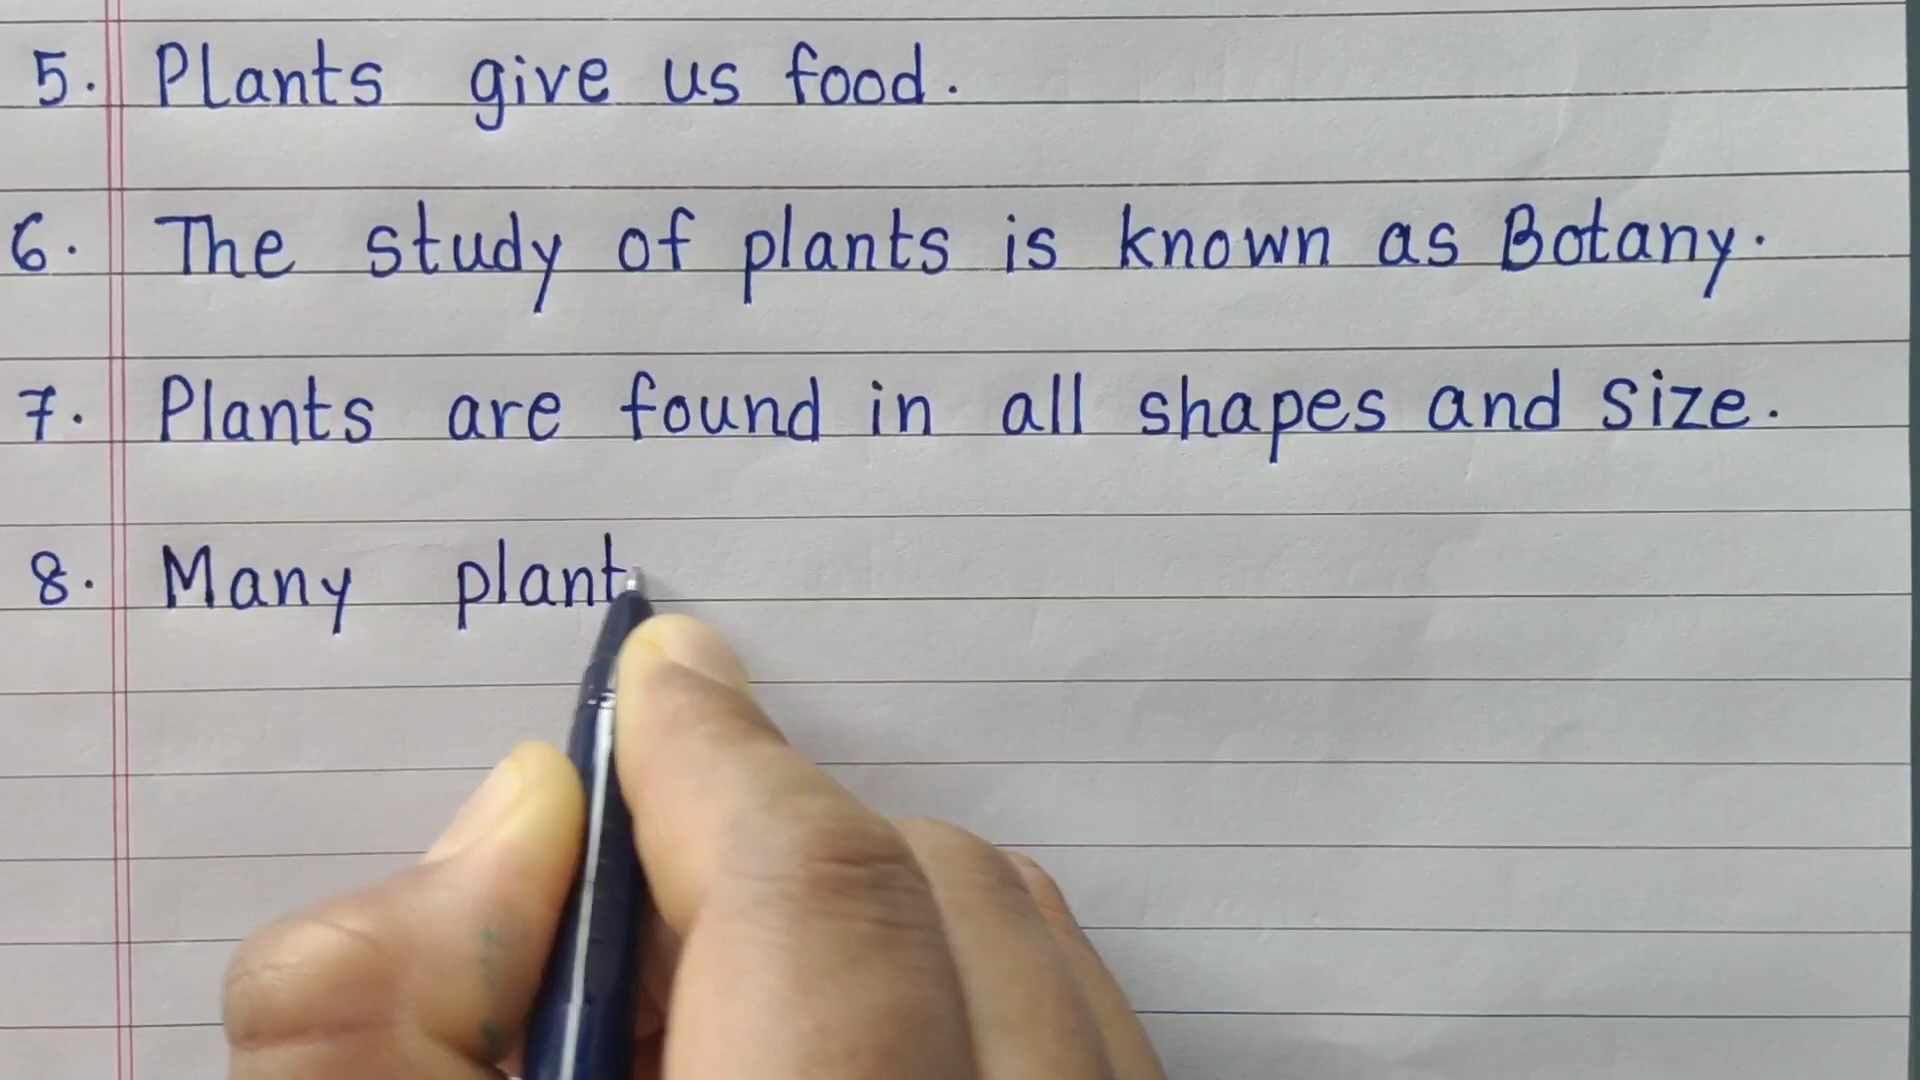 5. Plants give us food.
6. The study of plants is known as Botany.
7. Plants are found in all shapes and size.
8. Many plant